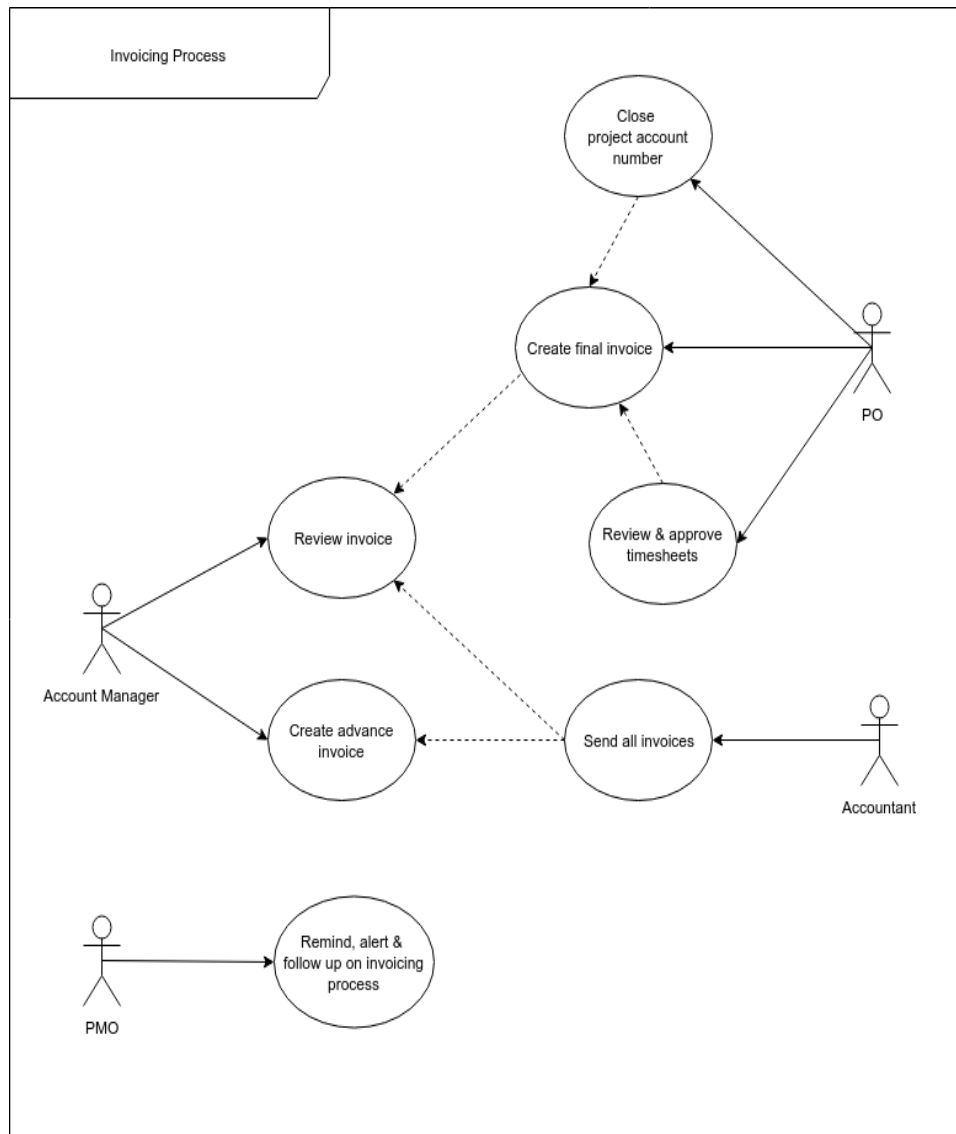 Invoicing Process
Close
project account
number
Create final invoice
PO
Review invoice
Review & approve
timesheets
Account Manager
Create advance
invoice
Send all invoices
Accountant
Remind, alert &
follow up on invoicing
process
PMO